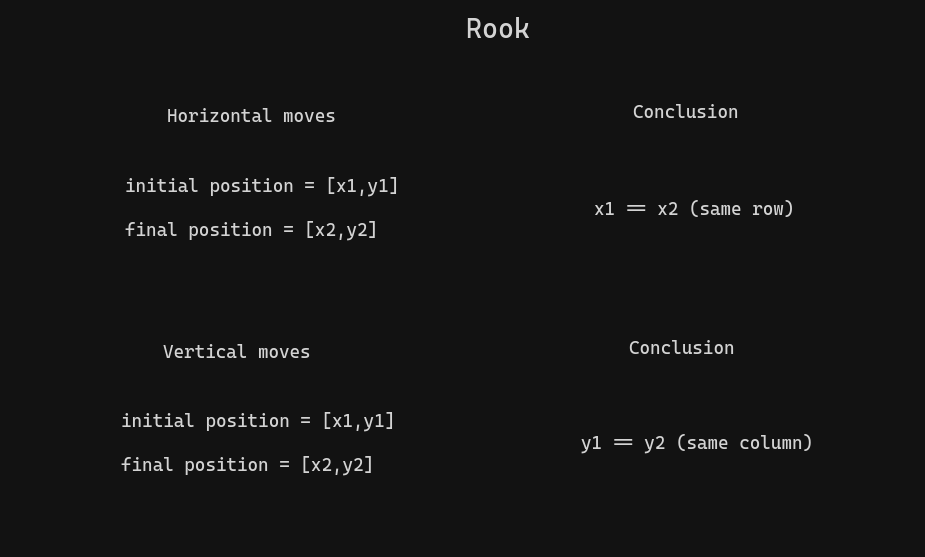 Rook
Horizontal moves
initial position = [x1,y1]
final position = [x2,y2]
Conclusion
x1 == x2 (same row)
Vertical moves
initial position = [x1,y1]
final position = [x2,y2]
Conclusion
y1 == y2 (same column)